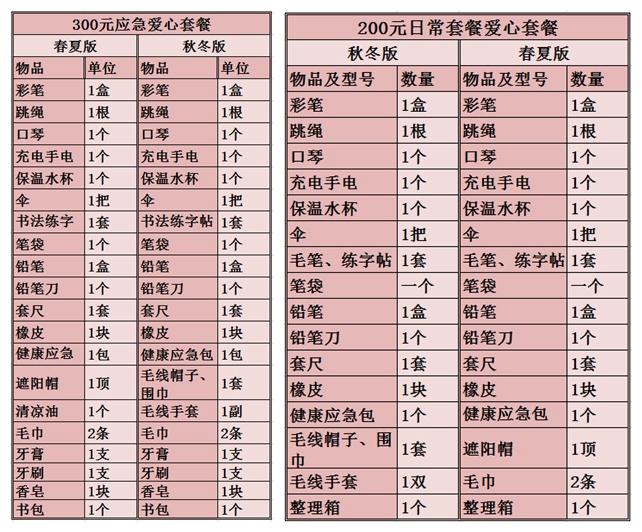 300元应急爱心套餐
春夏版 秋冬版
物品 单位 物品 单位
彩笔 1盒 彩笔 1盒
跳绳 1根 跳绳 1根
口琴 1个 口琴 1个
充电手电 1个 充电手电 1个
保温水杯 1个 保温水杯 1个
伞 1把 伞 1把
书法练字 1套 书法练字帖 1套
笔袋 1个 笔袋 1个
铅笔 1盒 铅笔 1盒
铅笔刀 1个 铅笔刀 1个
套尺 1套 套尺 1套
橡皮 1块 橡皮 1块
健康应急 1包 健康应急包 1包
遮阳帽 1顶 毛线帽子、 1套
围巾
清凉油 1个 毛线手套 1副
毛巾 2条 毛巾 2条
牙膏 1支 牙膏 1支
牙刷 1支 牙刷 1支
香皂 1块 香皂 1块
书包 1个 书包 1个
200元日常套餐爱心套餐
秋冬版 春夏版
物品及型号 数量 物品及型号 数量
彩笔 1盒 彩笔 1盒
跳绳 1根 跳绳 1根
口琴 1个 口琴 1个
充电手电 1个 充电手电 1个
保温水杯 1个 保温水杯 1个
伞 1把 伞 1把
毛笔、练字帖 1套 毛笔、练字帖 1套
笔袋 一个 笔袋 一个
铅笔 1盒 铅笔 1盒
铅笔刀 1个 铅笔刀 1个
套尺 1套 套尺 1套
橡皮 1块 橡皮 1块
健康应急包 1个 健康应急包 1个
毛线帽子、围 1套 遮阳帽 1顶
巾
毛线手套 1双 毛巾 2条
整理箱 1个 整理箱 1个